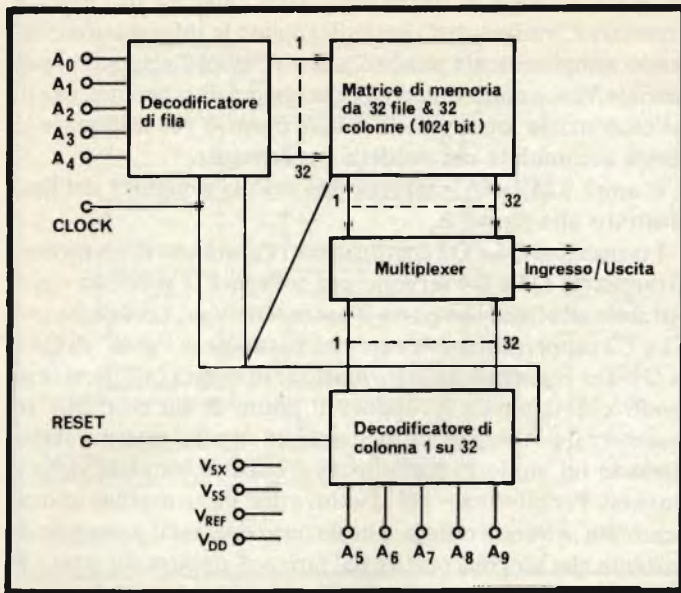 A0
A1
A2
A3
A4
CLOCK
Decodificatore
di fila
1
32
Matrice di memoria
da 32 file & 32
colonne (1024 bit)
1
32
Multiplexer
Ingresso/Uscita
1
32
Decodificatore di
colonna 1 su 32
RESET
VSX
VSS
VREF
VDD
A5 A6 A7 A8 A9